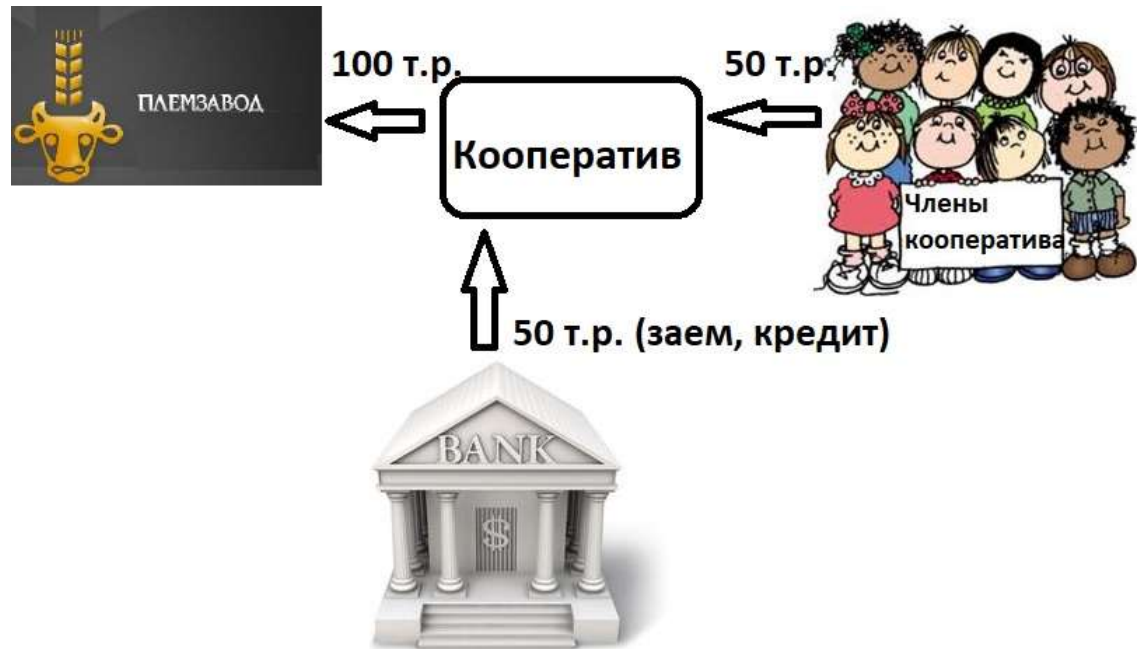 100 т.р.
50 т.р.
ПЛЕМЗАВОД
Кооператив
Члены
кооператива
50 т.р. (заем, кредит)
BANK
$